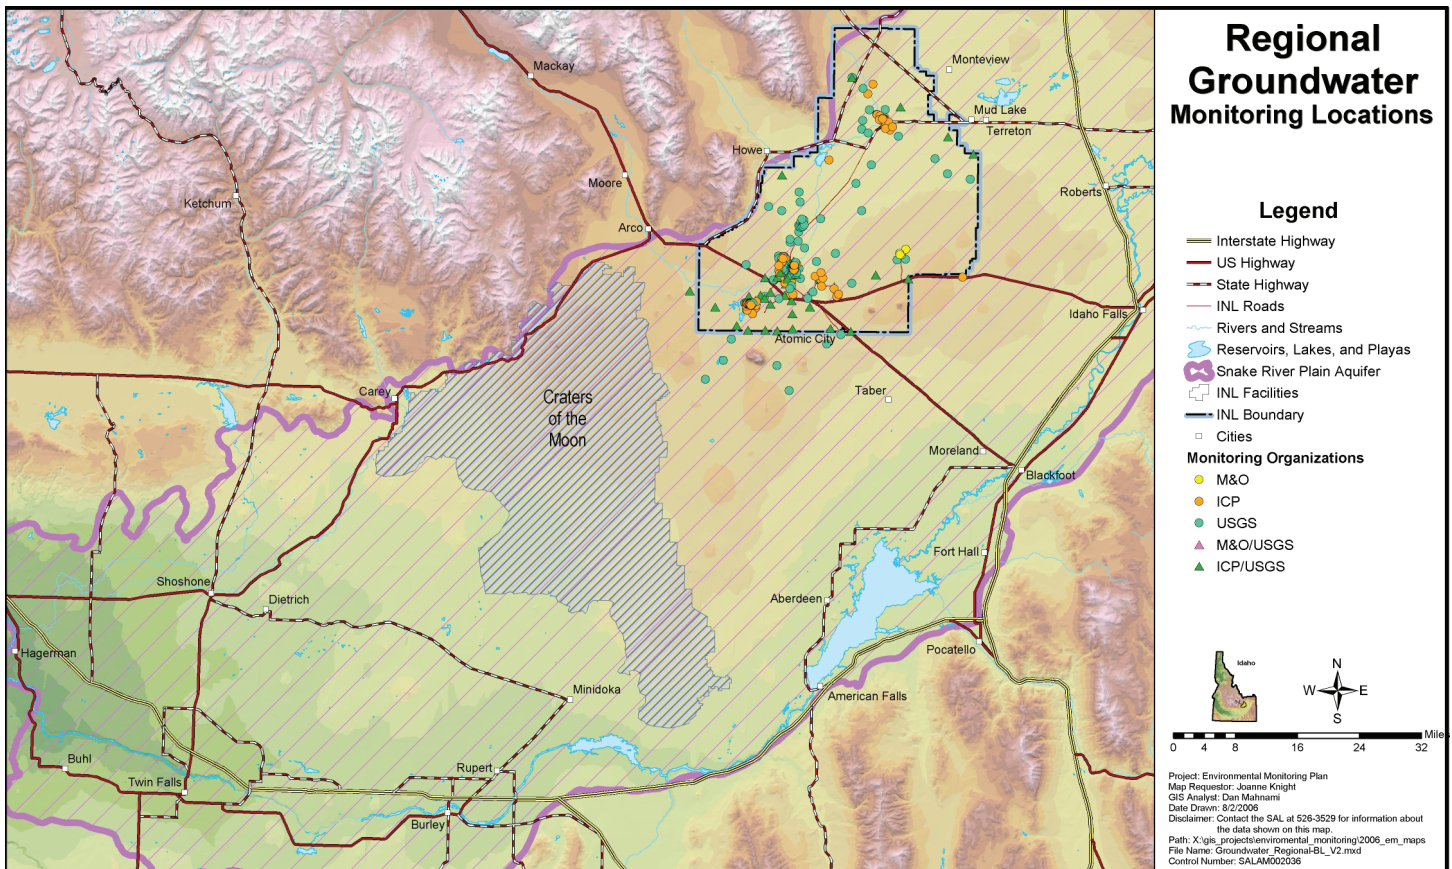 Regional
Groundwater
Monitoring Locations
Legend
Interstate Highway
US Highway
State Highway
INL Roads
Rivers and Streams
Reservoirs, Lakes, and Playas
Snake River Plain Aquifer
INL Facilities
INL Boundary
Cities
Monitoring Organizations
M&O
ICP
USGS
M&O/USGS
ICP/USGS
Idaho
N
W E
S
Miles
0 4 8 16 24 32
Project: Environmental Monitoring Plan
Map Requestor: Joanne Knight
GIS Analyst: Dan Mahnami
Date Drawn: 8/2/2006
Disclaimer: Contact the SAL at 526-3529 for information about
the data shown on this map.
Path: X:\gis_projects\enviromental_monitoring\2006_em_maps
File Name: Groundwater_Regional-BL_V2.mxd
Control Number: SALAM002036
Mackay
Monteview
Mud Lake
Terreton
Howe
Moore
Roberts
Ketchum
Arco
Idaho Falls
Atomic City
Carey
Taber
Craters
of the
Moon
Moreland
Blackfoot
Fort Hall
Shoshone
Dietrich
Aberdeen
Hagerman
Pocatello
Minidoka
American Falls
Buhl
Twin Falls
Rupert
Burley